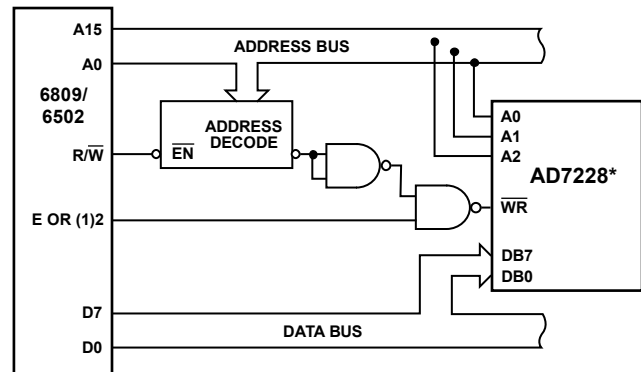 A15
ADDRESS BUS
A0
6809/
6502
ADDRESS
DECODE
EN
R/W
E OR (1)2
A0
A1
A2
AD7228*
WR
DB7
DB0
D7
DATA BUS
D0